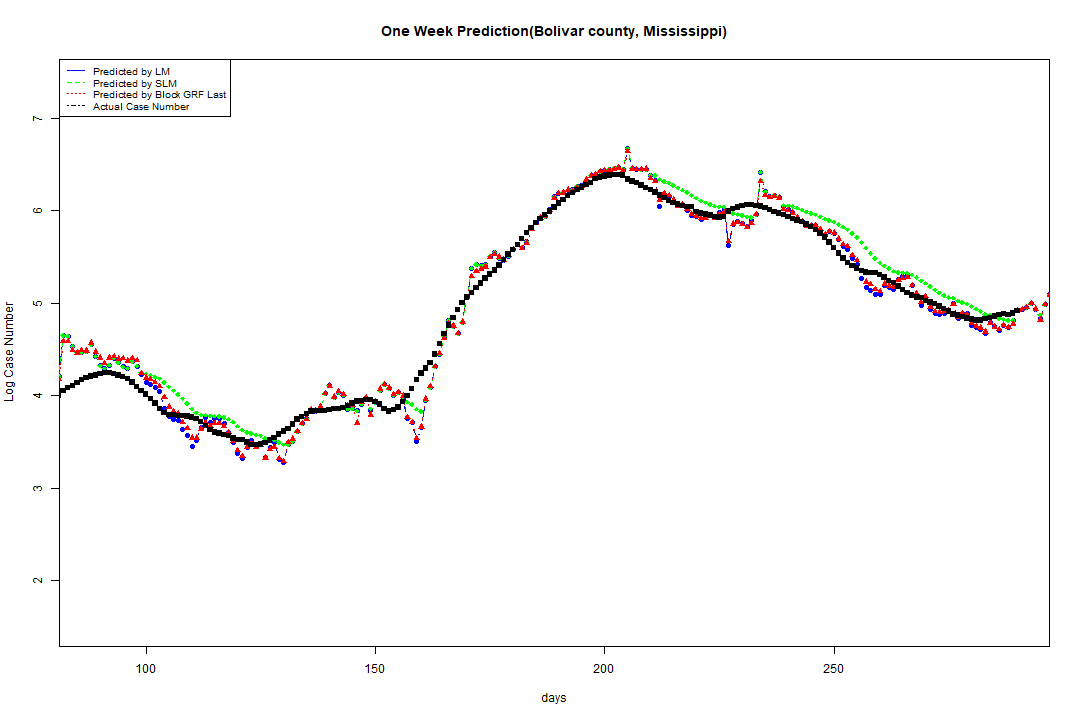 One Week Prediction(Bolivar county, Mississippi)
Predicted by LM
Predicted by SLM
Predicted by Block GRF Last
Actual Case Number
7
6
5
4
3
2
Log Case Number
100 150 200 250
days